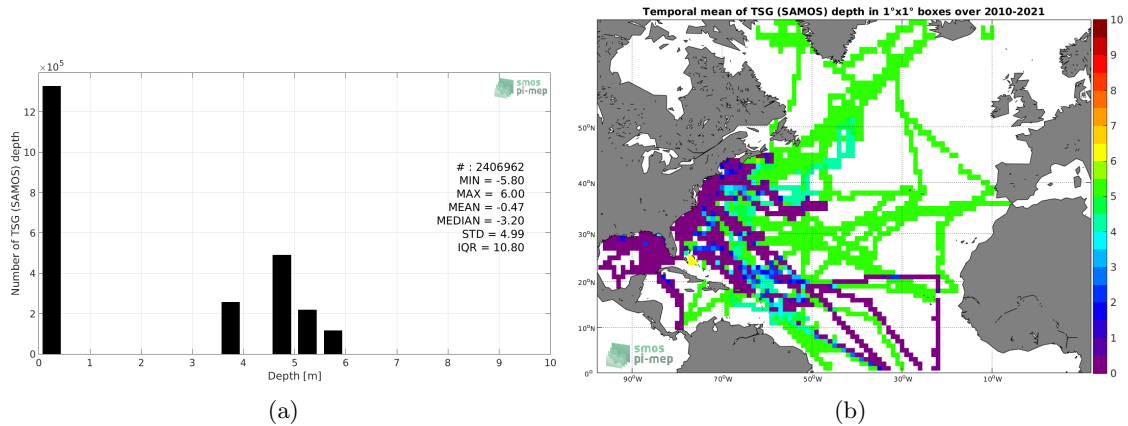 ×10⁵
12
10
8
6
4
2
0
Number of TSG (SAMOS) depth
0 1 2 3 4 5 6 7 8 9 10
Depth [m]
smos
pi-mep
# : 2406962
MIN = -5.80
MAX = 6.00
MEAN = -0.47
MEDIAN = -3.20
STD = 4.99
IQR = 10.80
(a)
Temporal mean of TSG (SAMOS) depth in 1°x1° boxes over 2010-2021
50°N
40°N
30°N
20°N
10°N
0°
90°W 70°W 50°W 30°W 10°W
smos
pi-mep
10
9
8
7
6
5
4
3
2
1
0
(b)